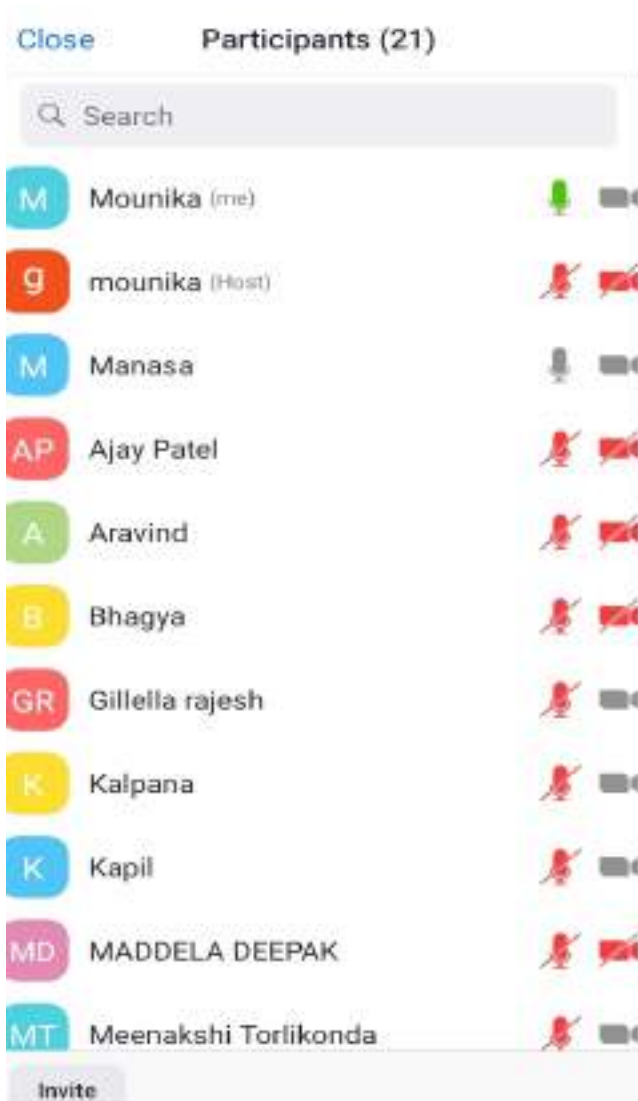 Close Participants (21)
Search
M Mounika (me)
g mounika (Host)
M Manasa
AP Ajay Patel
A Aravind
B Bhagya
GR Gillella rajesh
K Kalpana
K Kapil
MD MADDELA DEEPAK
MT Meenakshi Torlikonda
Invite